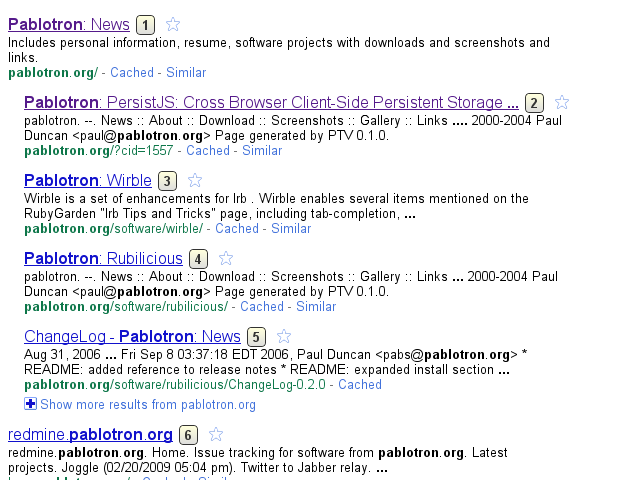 Pablotron: News 1
Includes personal information, resume, software projects with downloads and screenshots and
links.
pablotron.org/ - Cached - Similar
Pablotron: PersistJS: Cross Browser Client-Side Persistent Storage ... 2
pablotron. --. News :: About :: Download :: Screenshots :: Gallery :: Links .... 2000-2004 Paul
Duncan <paul@pablotron.org> Page generated by PTV 0.1.0.
pablotron.org/?cid=1557 - Cached - Similar
Pablotron: Wirble 3
Wirble is a set of enhancements for Irb . Wirble enables several items mentioned on the
RubyGarden "Irb Tips and Tricks" page, including tab-completion, ...
pablotron.org/software/wirble/ - Cached - Similar
Pablotron: Rubilicious 4
pablotron. --. News :: About :: Download :: Screenshots :: Gallery :: Links ... 2000-2004 Paul
Duncan <paul@pablotron.org> Page generated by PTV 0.1.0.
pablotron.org/software/rubilicious/ - Cached - Similar
ChangeLog - Pablotron: News 5
Aug 31, 2006 ... Fri Sep 8 03:37:18 EDT 2006, Paul Duncan <pabs@pablotron.org> *
README: added reference to release notes * README: expanded install section ...
pablotron.org/software/rubilicious/ChangeLog-0.2.0 - Cached
Show more results from pablotron.org
redmine.pablotron.org 6
redmine.pablotron.org. Home. Issue tracking for software from pablotron.org. Latest
projects. Joggle (02/20/2009 05:04 pm). Twitter to Jabber relay. ...